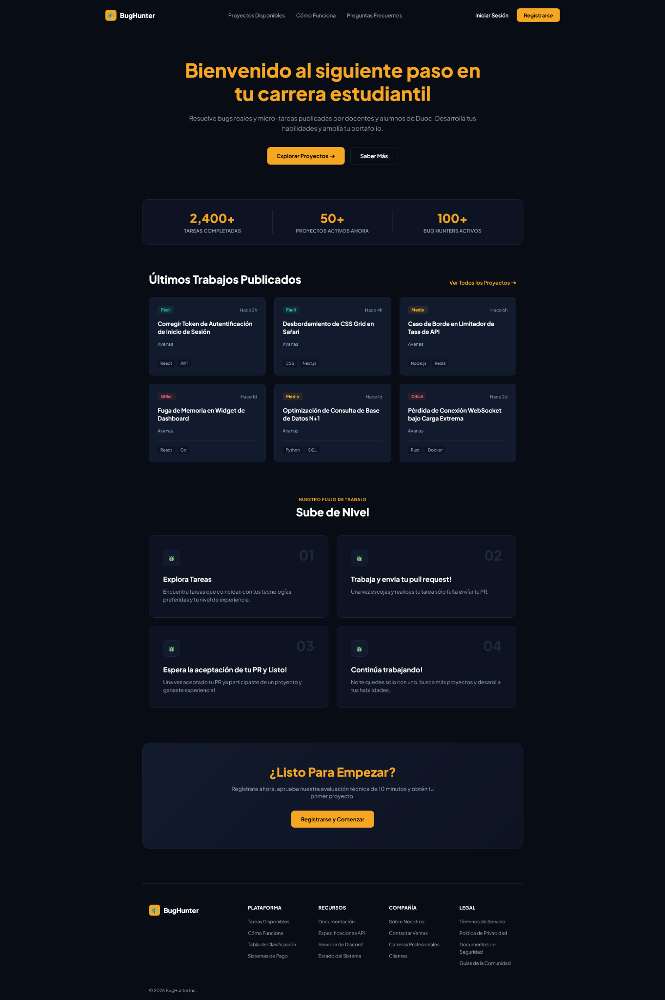 BugHunter
Proyectos Disponibles
Cómo Funciona
Preguntas Frecuentes
Iniciar Sesión
Registrarse
Bienvenido al siguiente paso en
tu carrera estudiantil
Resuelve bugs reales y micro-tareas publicadas por docentes y alumnos de Duoc. Desarrolla tus
habilidades y amplía tu portafolio.
Explorar Proyectos →
Saber Más
2,400+
TAREAS COMPLETADAS
50+
PROYECTOS ACTIVOS AHORA
100+
BUG HUNTERS ACTIVOS
Últimos Trabajos Publicados
Ver Todos los Proyectos →
Fácil
Hace 2h
Corregir Token de Autentificación
de Inicio de Sesión
Avaras
React
JWT
Fácil
Hace 4h
Desbordamiento de CSS Grid en
Safari
Avaras
CSS
Next.js
Medio
Hace 6h
Caso de Borde en Limitador de
Tasa de API
Avaras
Node.js
Redis
Difícil
Hace 1d
Fuga de Memoria en Widget de
Dashboard
Avaras
React
Go
Medio
Hace 1d
Optimización de Consulta de Base
de Datos N+1
Avaras
Python
SQL
Difícil
Hace 2d
Pérdida de Conexión WebSocket
bajo Carga Extrema
Avaras
Rust
Docker
NUESTRO FLUJO DE TRABAJO
Sube de Nivel
01
Explora Tareas
Encuentra tareas que coincidan con tus tecnologías
preferidas y tu nivel de experiencia.
02
Trabaja y envia tu pull request!
Una vez escojas y realices tu tarea sólo falta envíar tu PR.
03
Espera la aceptación de tu PR y Listo!
Una vez aceptado tu PR ya participaste de un proyecto y
ganaste experiencia!
04
Continúa trabajando!
No te quedes sólo con uno, busca más proyectos y desarolla
tus habilidades.
¿Listo Para Empezar?
Regístrate ahora, aprueba nuestra evaluación técnica de 10 minutos y obtén tu
primer proyecto.
Registrarse y Comenzar
BugHunter
PLATAFORMA
Tareas Disponibles
Cómo Funciona
Tabla de Clasificación
Sistemas de Pago
RECURSOS
Documentación
Especificaciones API
Servidor de Discord
Estado del Sistema
COMPAÑÍA
Sobre Nosotros
Contactar Ventas
Carreras Profesionales
Clientes
LEGAL
Términos de Servicio
Política de Privacidad
Documentos de
Seguridad
Guías de la Comunidad
© 2026 BugHunter Inc.